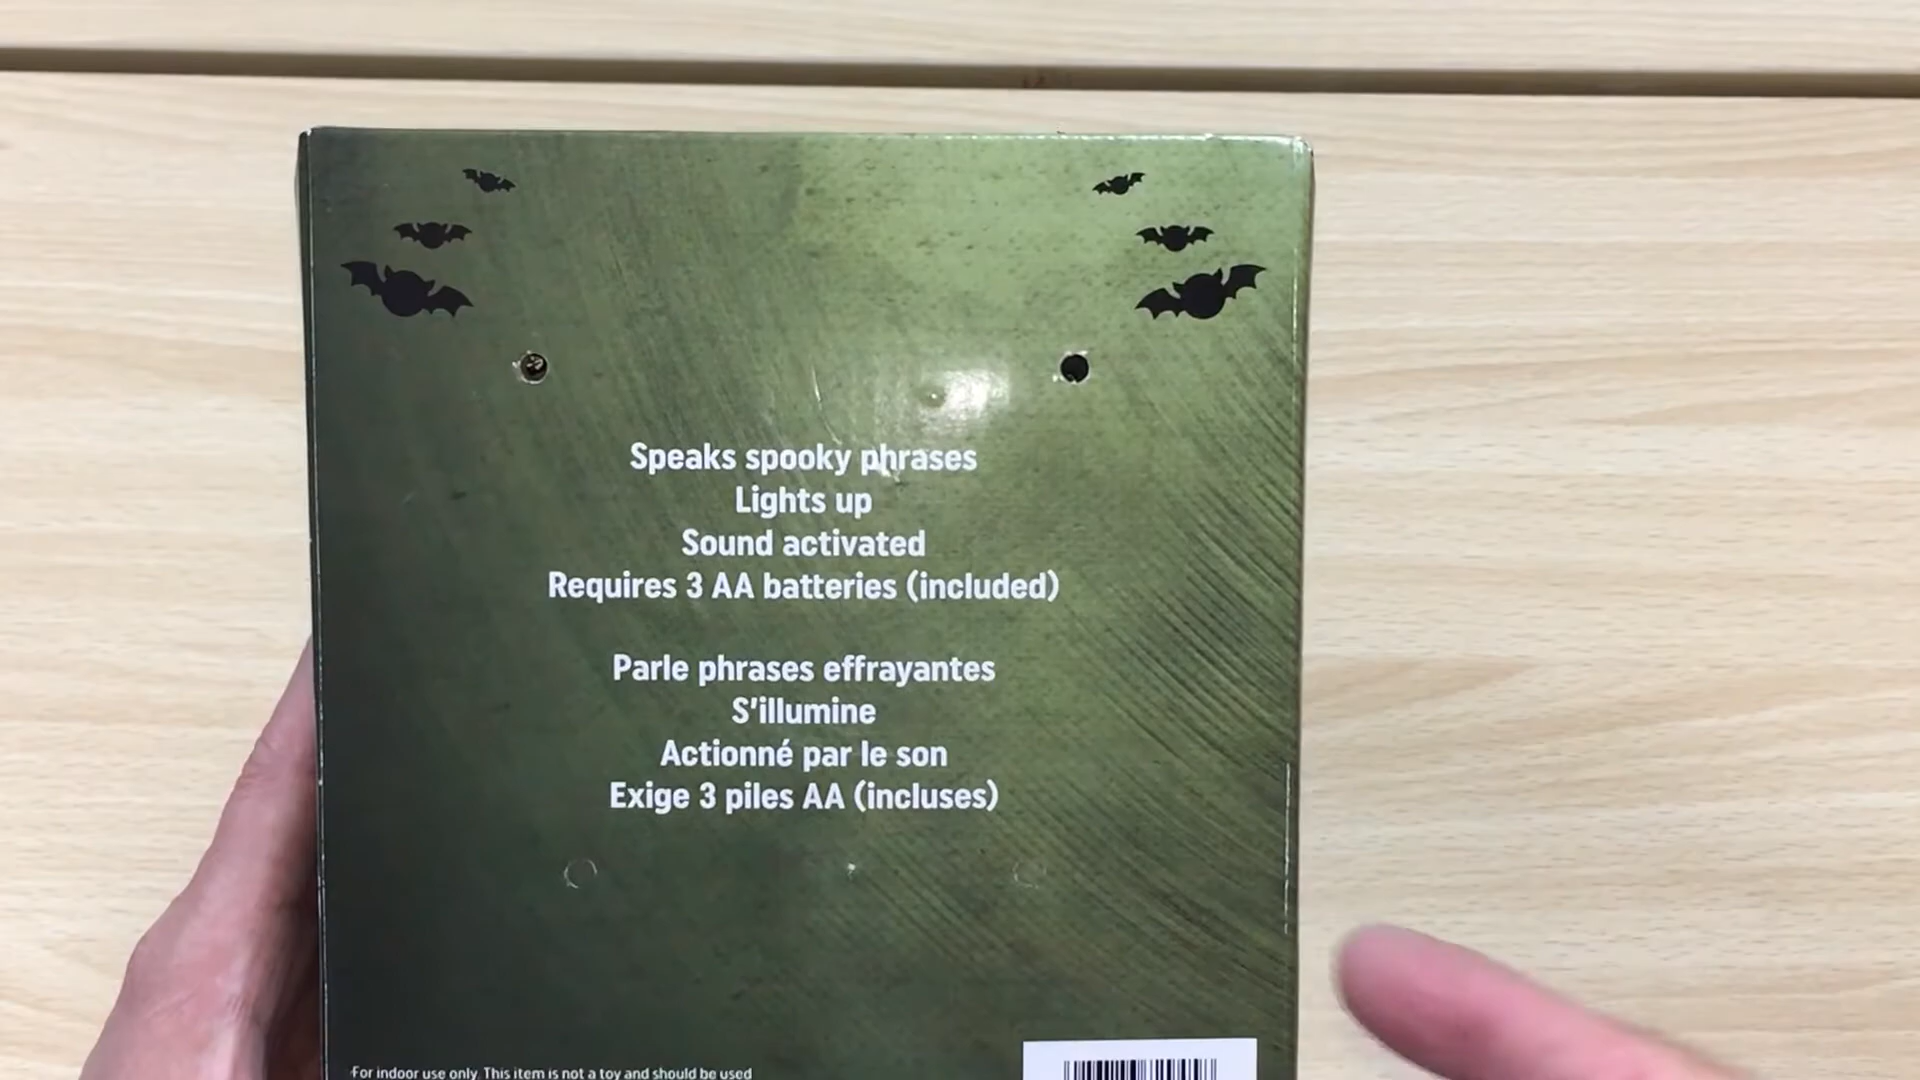 Speaks spooky phrases
Lights up
Sound activated
Requires 3 AA batteries (included)
Parle phrases effrayantes
S'illumine
Actionné par le son
Exige 3 piles AA (incluses)
For indoor use only. This item is not a toy and should be used